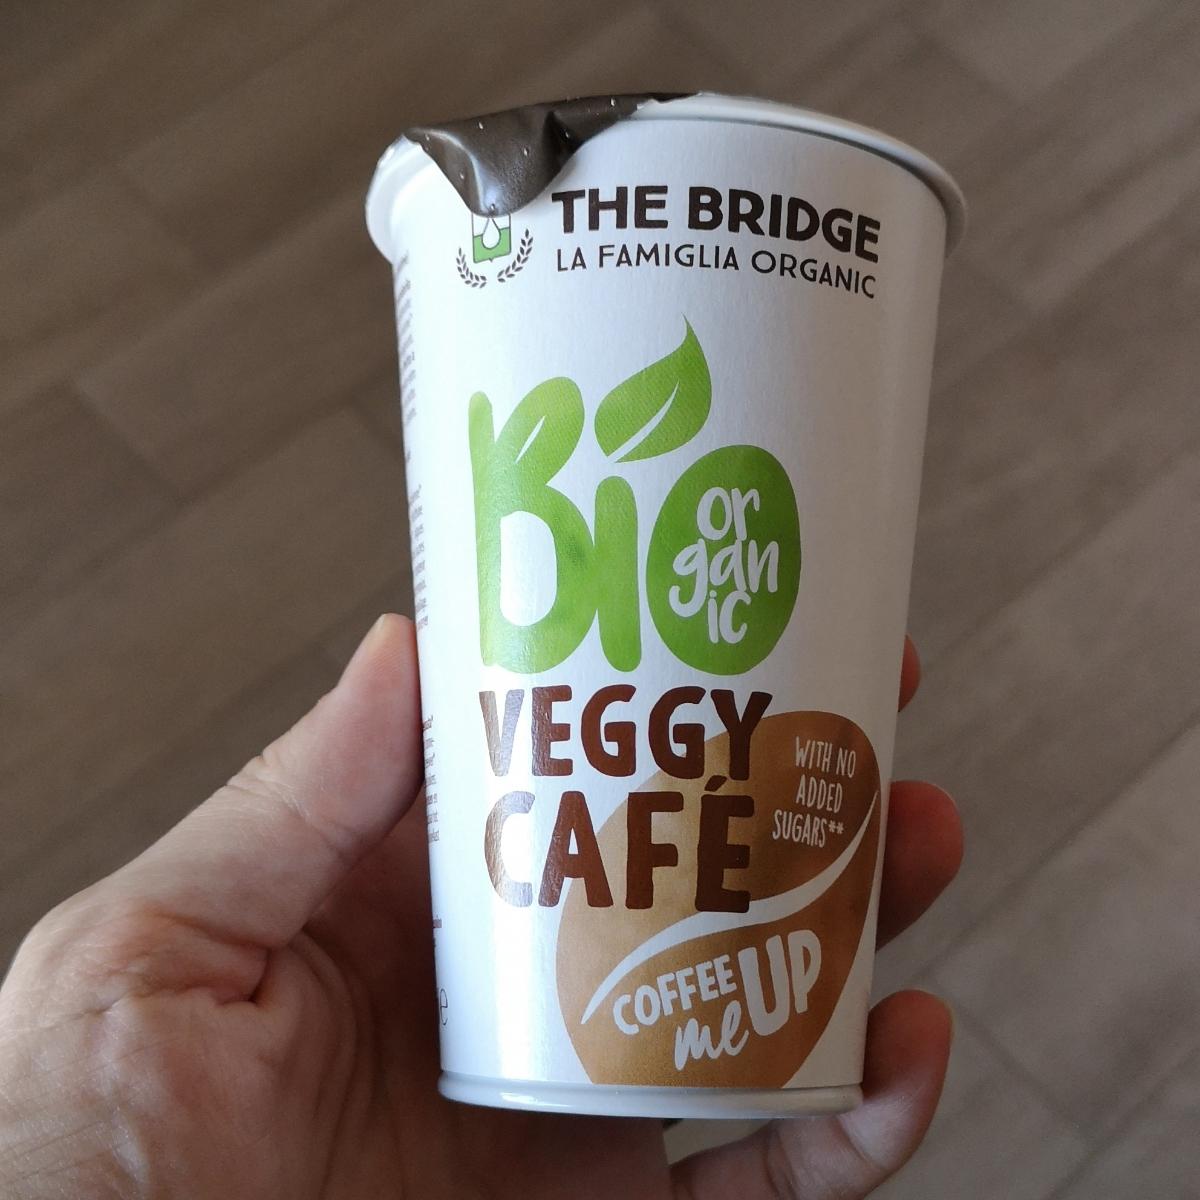 THE BRIDGE
LA FAMIGLIA ORGANIC
Bio
or
gan
ic
VEGGY
CAFÉ
WITH NO
ADDED
SUGARS**
COFFEE
me UP